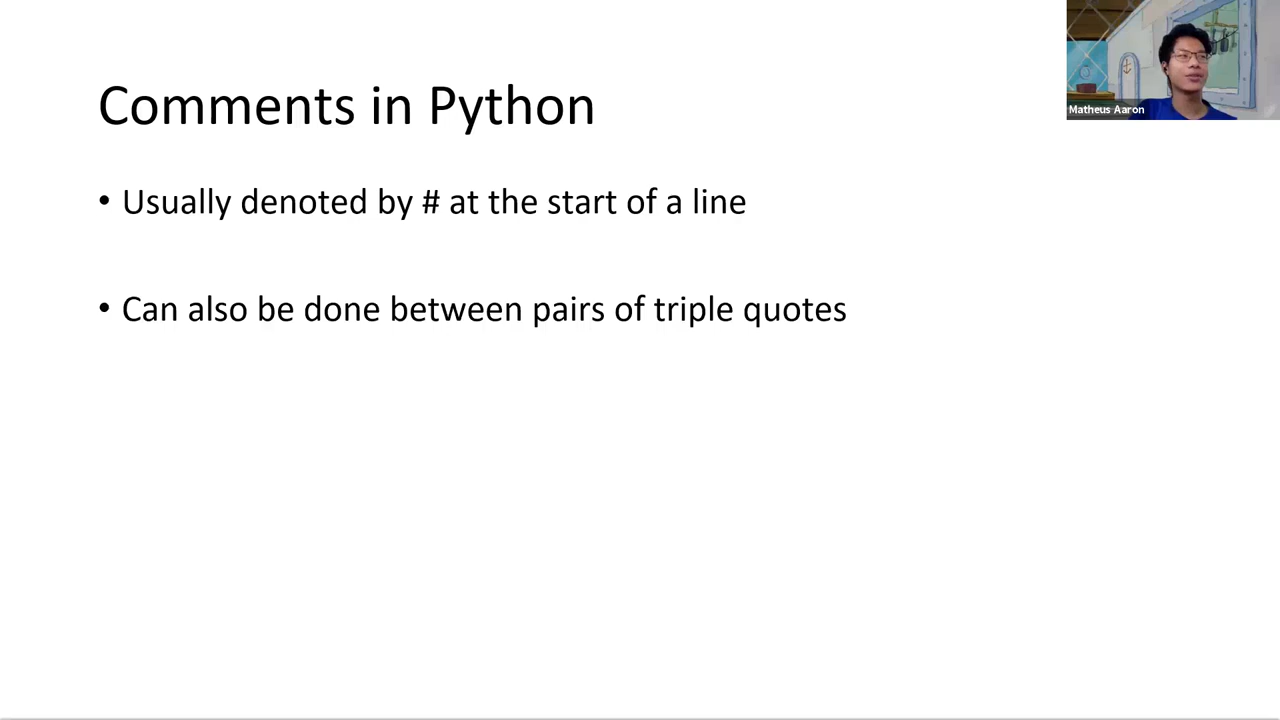 Comments in Python
• Usually denoted by # at the start of a line
• Can also be done between pairs of triple quotes
Matheus Aaron